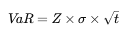 VaR = Z × σ × √t